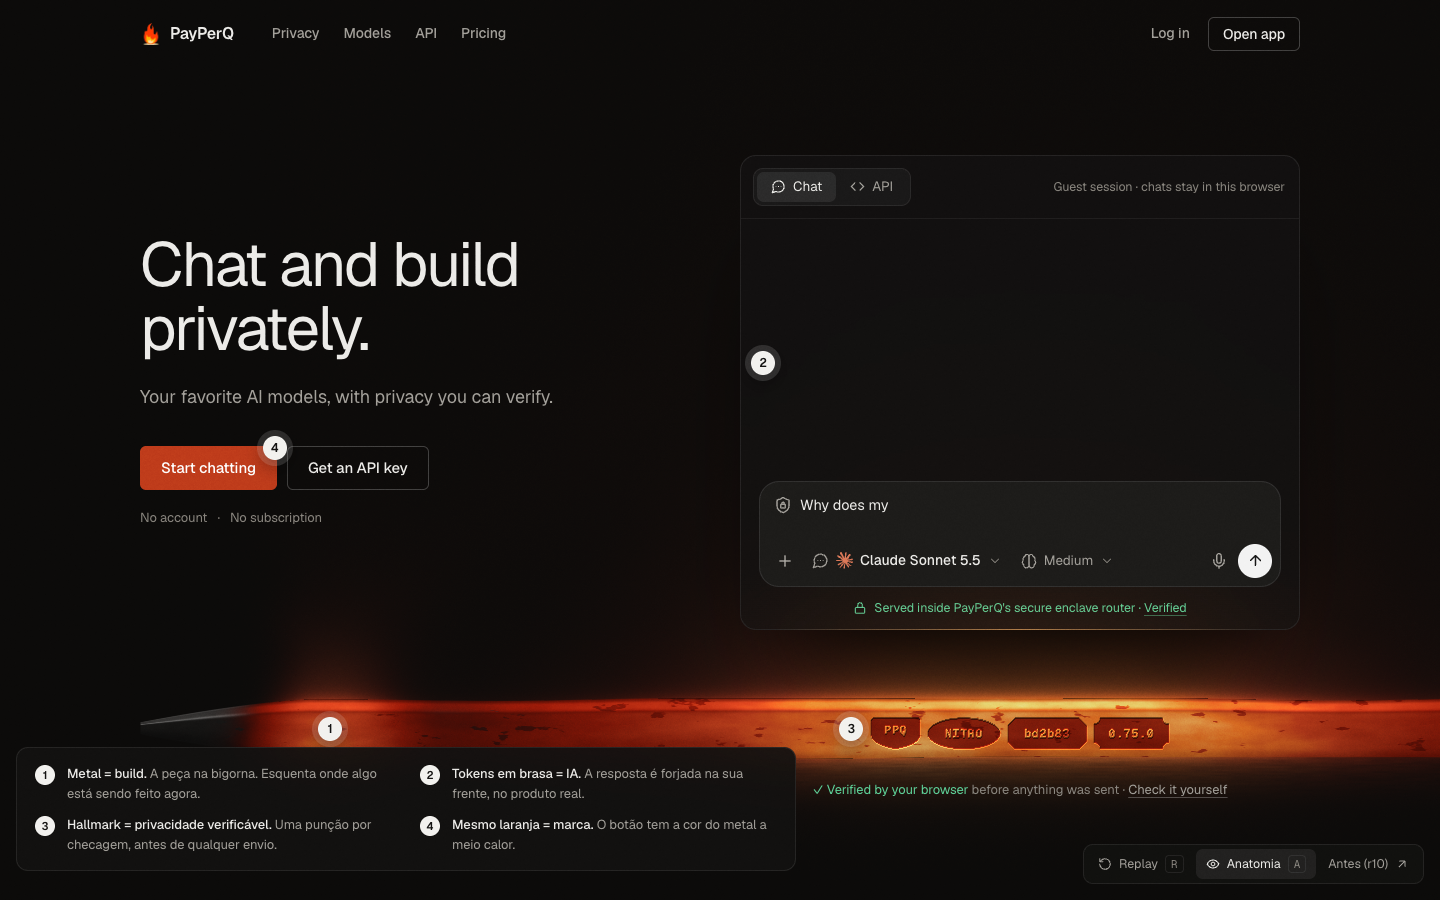 PayPerQ
Privacy
Models
API
Pricing
Log in
Open app
Chat and build
privately.
Your favorite AI models, with privacy you can verify.
Start chatting
4
Get an API key
No account · No subscription
Chat
API
Guest session · chats stay in this browser
2
Why does my
Claude Sonnet 5.5
Medium
Served inside PayPerQ's secure enclave router · Verified
1
3
PPQ
NITRO
bd2b83
0.75.0
✓ Verified by your browser before anything was sent · Check it yourself
1 Metal = build. A peça na bigorna. Esquenta onde algo
está sendo feito agora.
2 Tokens em brasa = IA. A resposta é forjada na sua
frente, no produto real.
3 Hallmark = privacidade verificável. Uma punção por
checagem, antes de qualquer envio.
4 Mesmo laranja = marca. O botão tem a cor do metal a
meio calor.
Replay R
Anatomia A
Antes (r10)